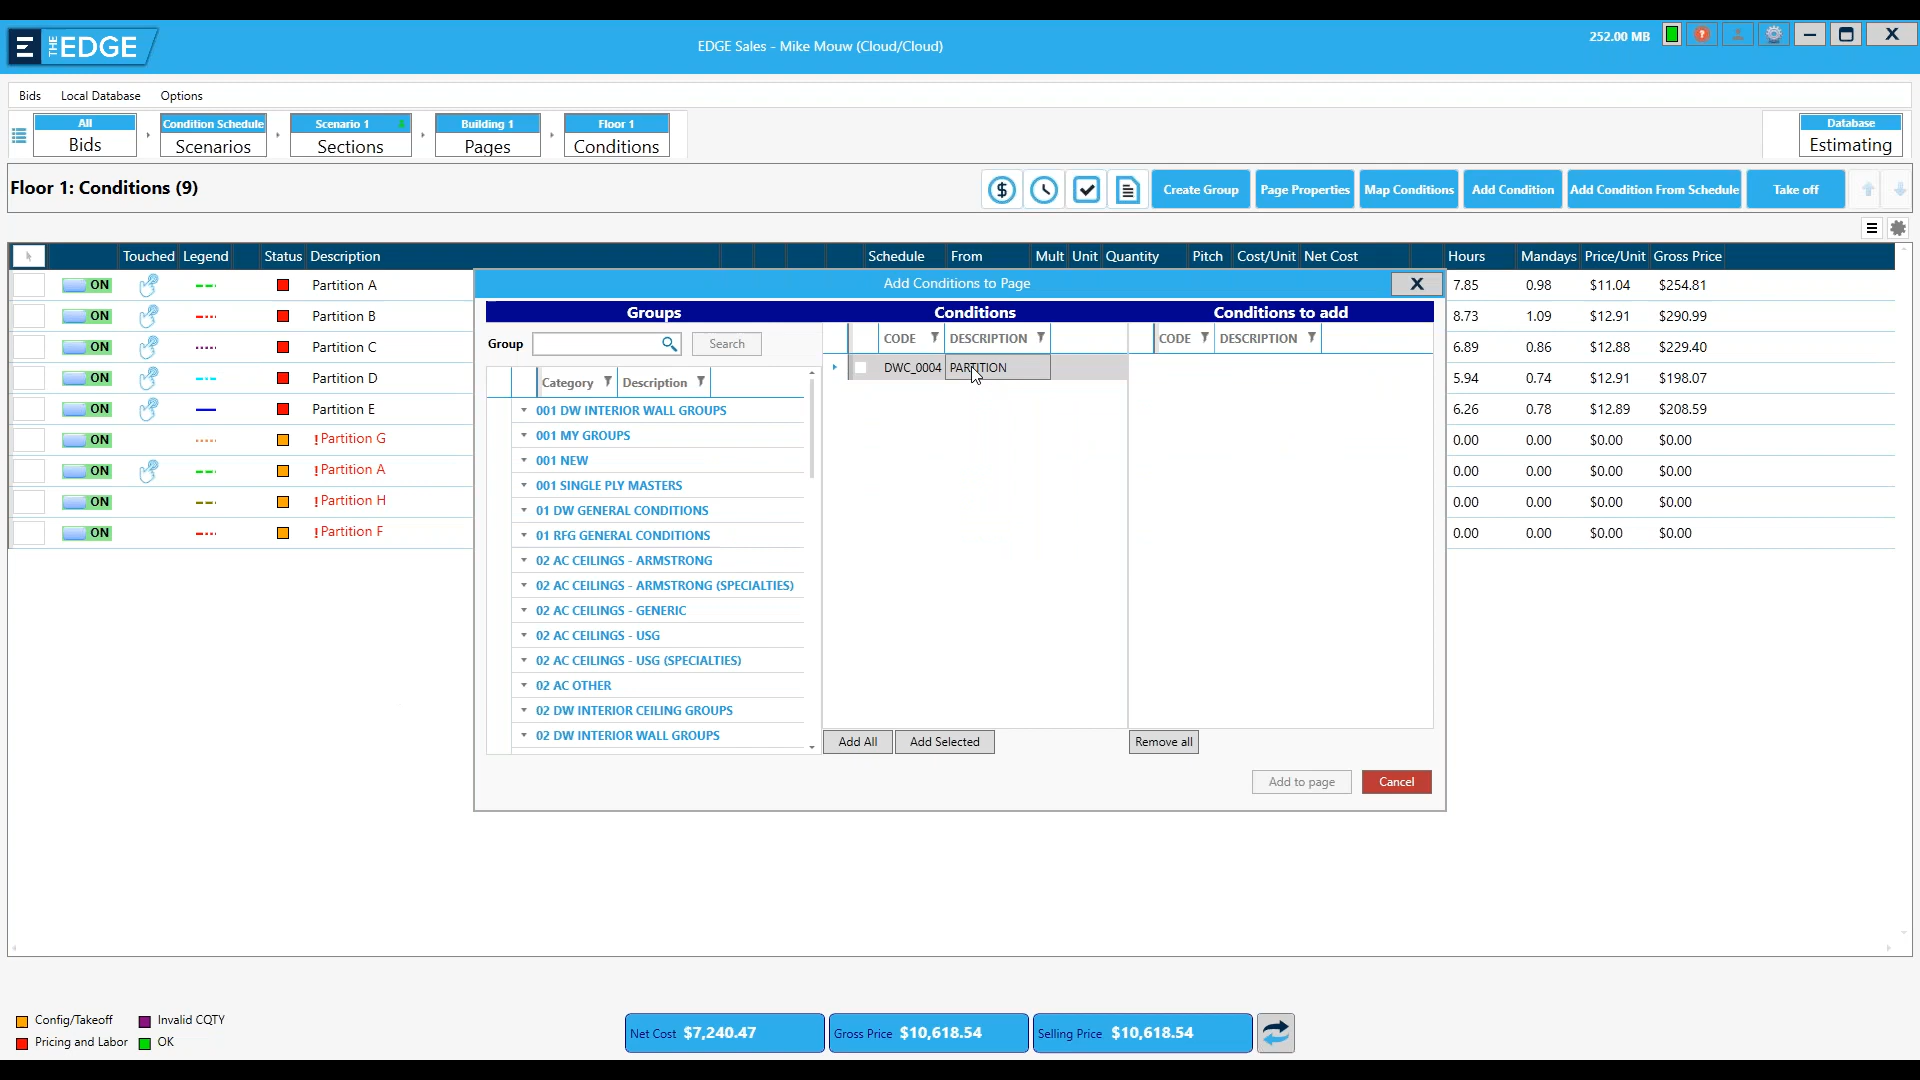 THE EDGE
EDGE Sales - Mike Mouw (Cloud/Cloud)
252.00 MB
Bids Local Database Options
All
Bids
Condition Schedule
Scenarios
Scenario 1
Sections
Building 1
Pages
Floor 1
Conditions
Database
Estimating
Floor 1: Conditions (9)
Create Group Page Properties Map Conditions Add Condition Add Condition From Schedule Take off
Touched Legend Status Description Schedule From Mult Unit Quantity Pitch Cost/Unit Net Cost Hours Mandays Price/Unit Gross Price
ON Partition A 7.85 0.98 $11.04 $254.81
ON Partition B 8.73 1.09 $12.91 $290.99
ON Partition C 6.89 0.86 $12.88 $229.40
ON Partition D 5.94 0.74 $12.91 $198.07
ON Partition E 6.26 0.78 $12.89 $208.59
ON !Partition G 0.00 0.00 $0.00 $0.00
ON !Partition A 0.00 0.00 $0.00 $0.00
ON !Partition H 0.00 0.00 $0.00 $0.00
ON !Partition F 0.00 0.00 $0.00 $0.00
Add Conditions to Page X
Groups Conditions Conditions to add
Group Search
Category Description
001 DW INTERIOR WALL GROUPS
001 MY GROUPS
001 NEW
001 SINGLE PLY MASTERS
01 DW GENERAL CONDITIONS
01 RFG GENERAL CONDITIONS
02 AC CEILINGS - ARMSTRONG
02 AC CEILINGS - ARMSTRONG (SPECIALTIES)
02 AC CEILINGS - GENERIC
02 AC CEILINGS - USG
02 AC CEILINGS - USG (SPECIALTIES)
02 AC OTHER
02 DW INTERIOR CEILING GROUPS
02 DW INTERIOR WALL GROUPS
CODE DESCRIPTION
DWC_0004 PARTITION
CODE DESCRIPTION
Add All Add Selected Remove all
Add to page Cancel
Config/Takeoff Invalid CQTY
Pricing and Labor OK
Net Cost $7,240.47 Gross Price $10,618.54 Selling Price $10,618.54